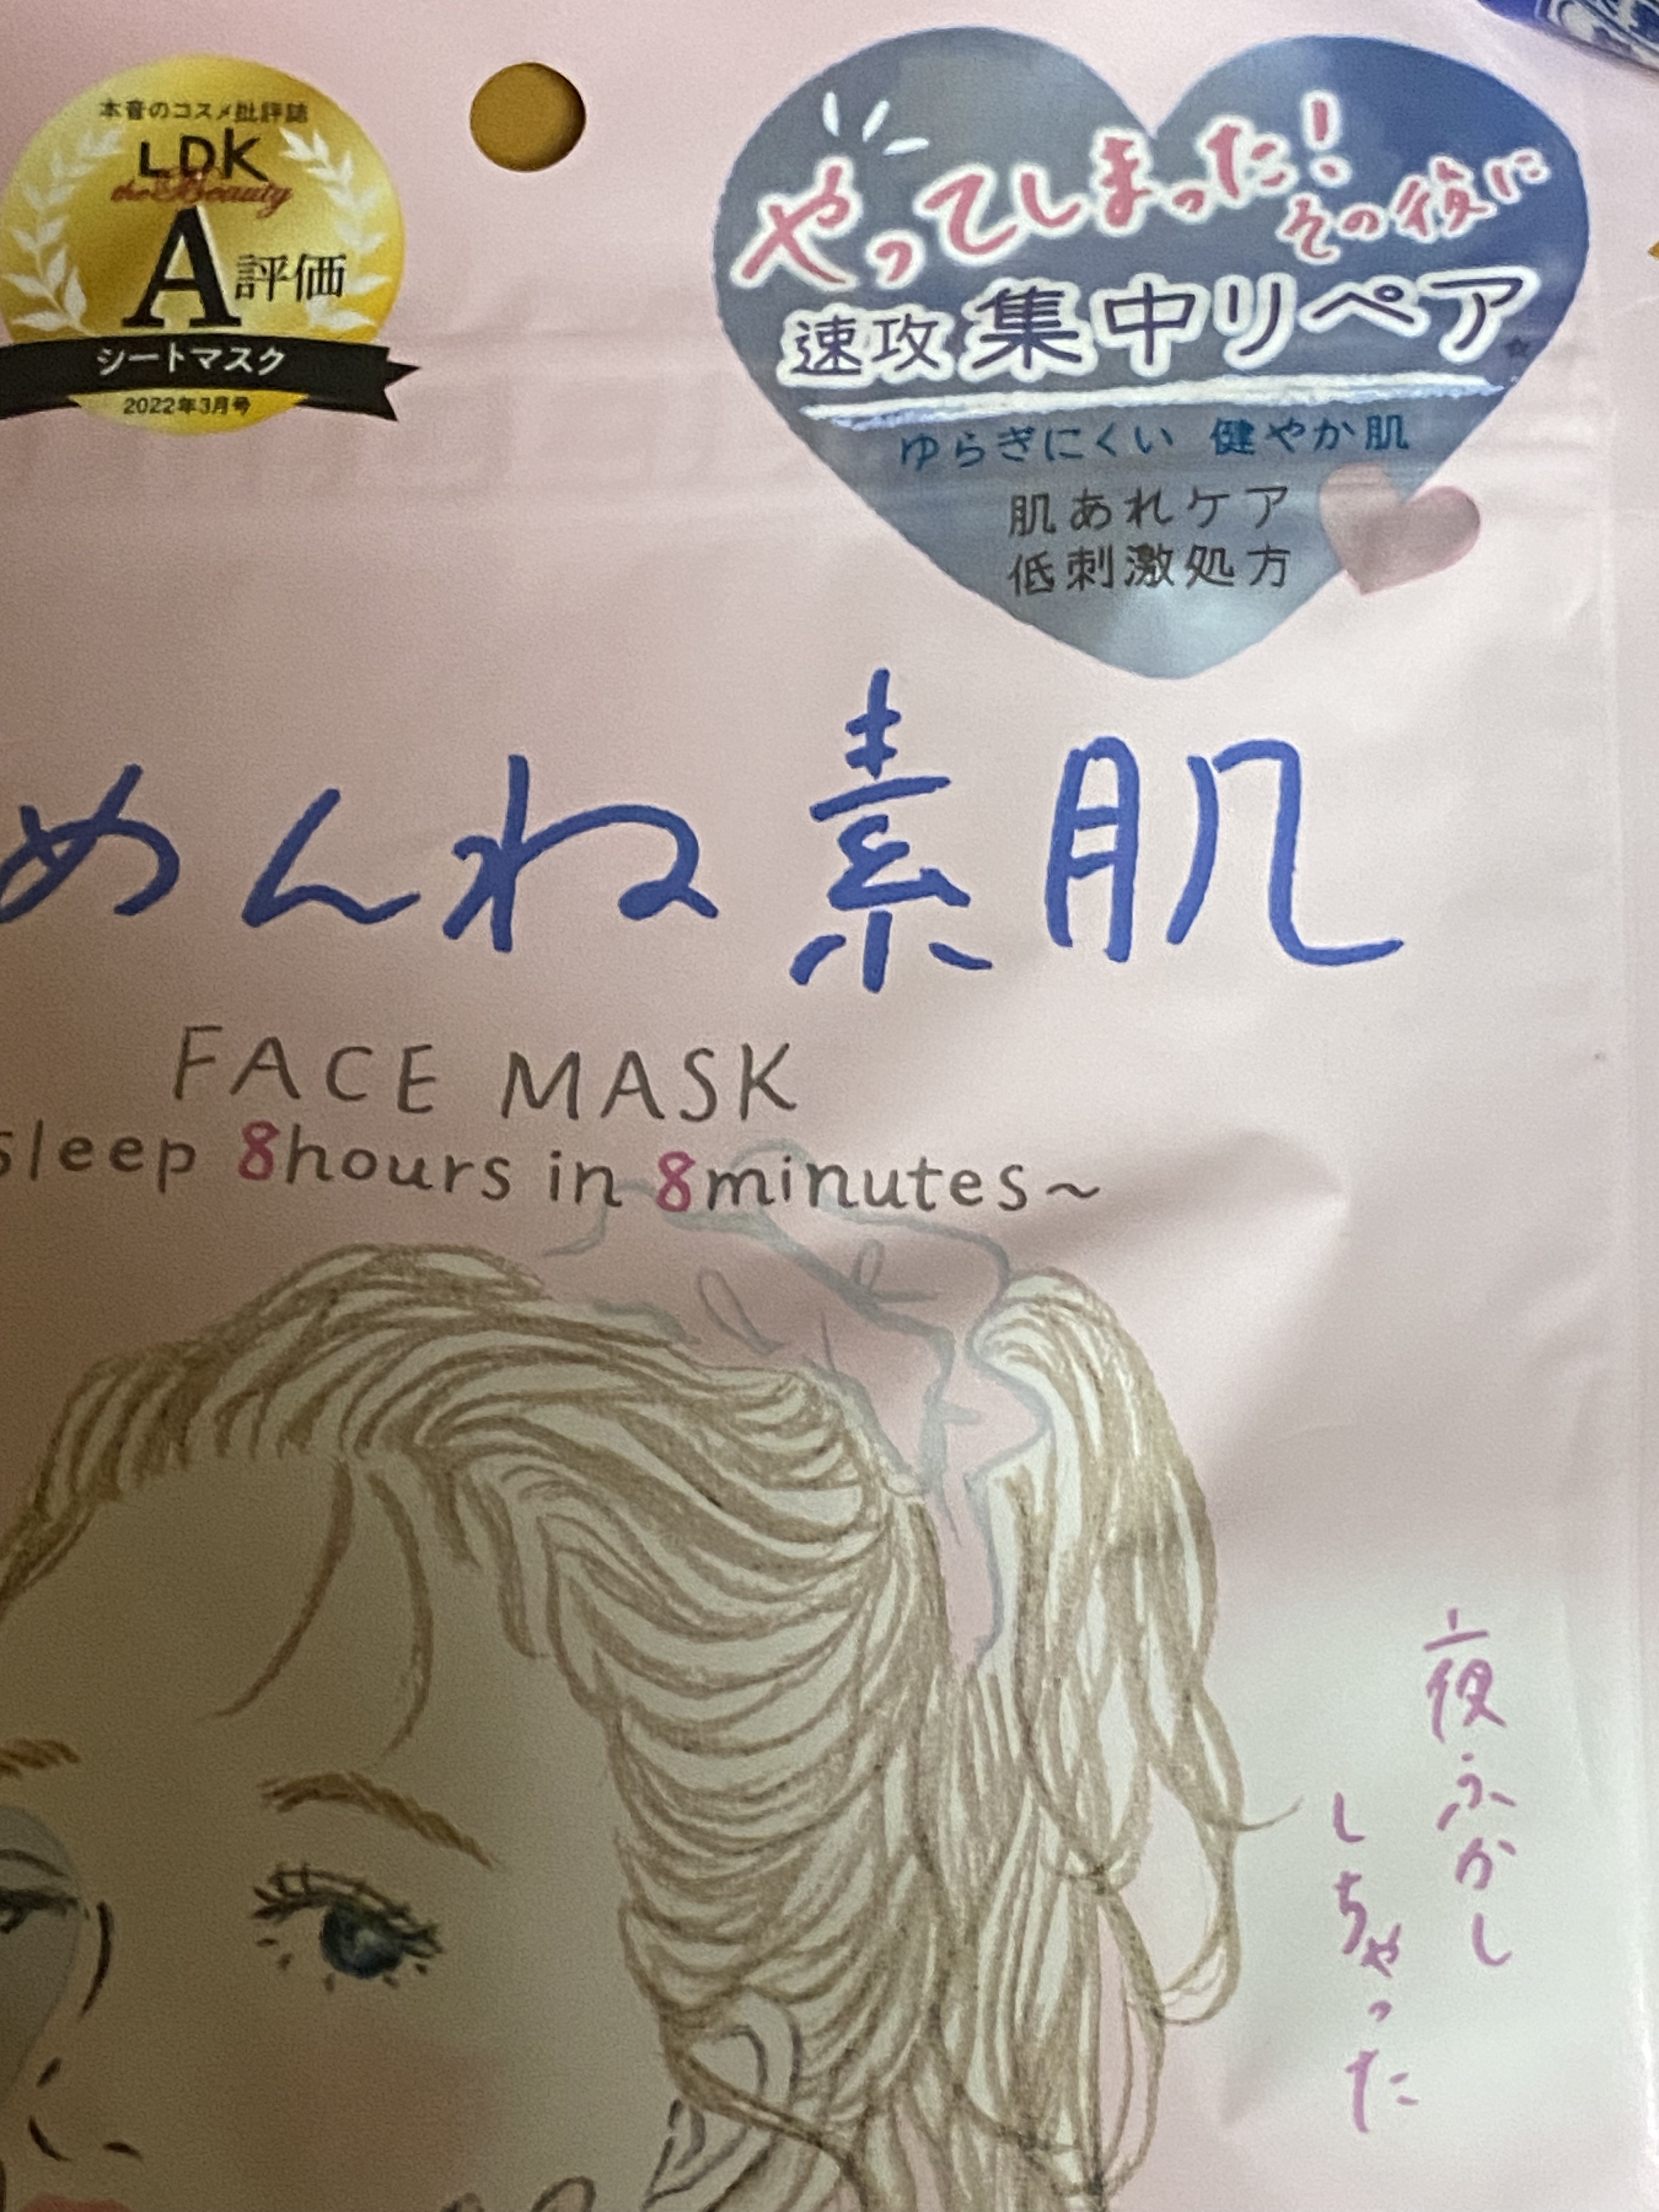 本音のコスメ批評誌
LDK
the Beauty
A評価
シートマスク
2022年3月号
やってしまった!
その夜に
速攻集中リペア
ゆらぎにくい 健やか肌
肌あれケア
低刺激処方
めんね素肌
FACE MASK
sleep 8hours in 8minutes~
夜ふかし
しちゃった